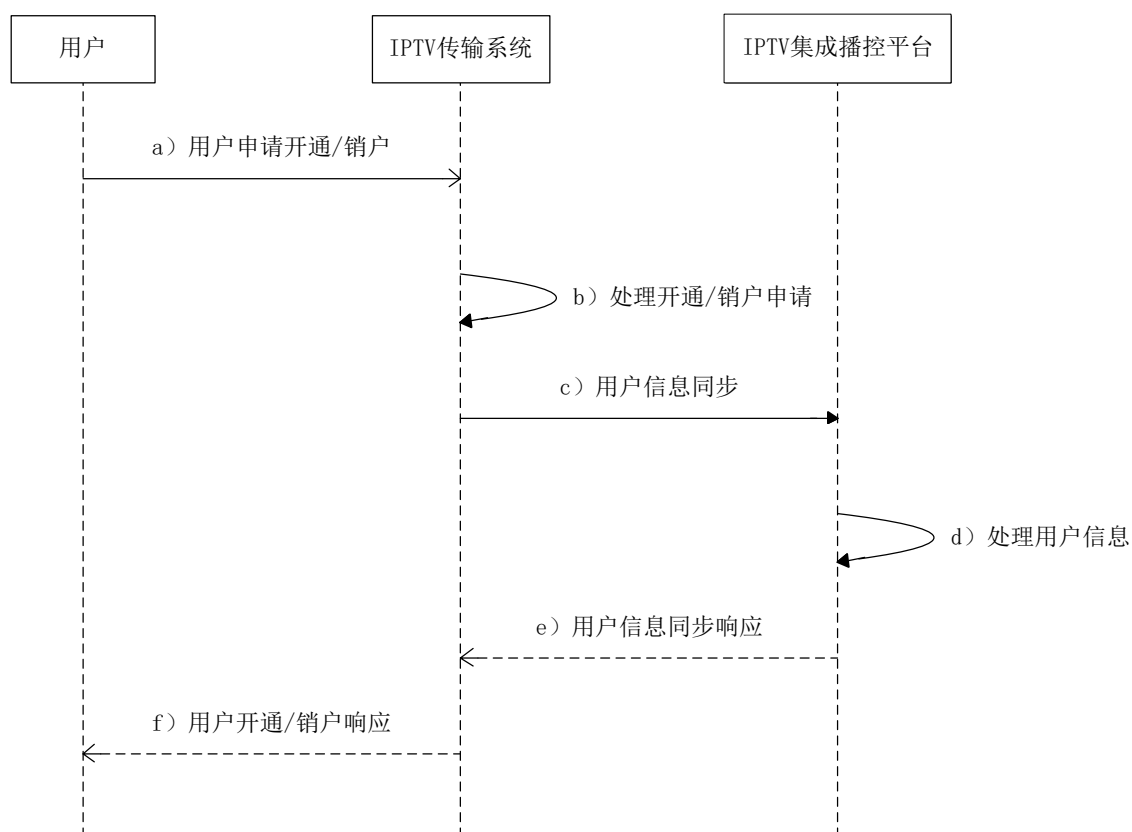 用户
IPTV传输系统
IPTV集成播控平台
a）用户申请开通/销户
b）处理开通/销户申请
c）用户信息同步
d）处理用户信息
e）用户信息同步响应
f）用户开通/销户响应